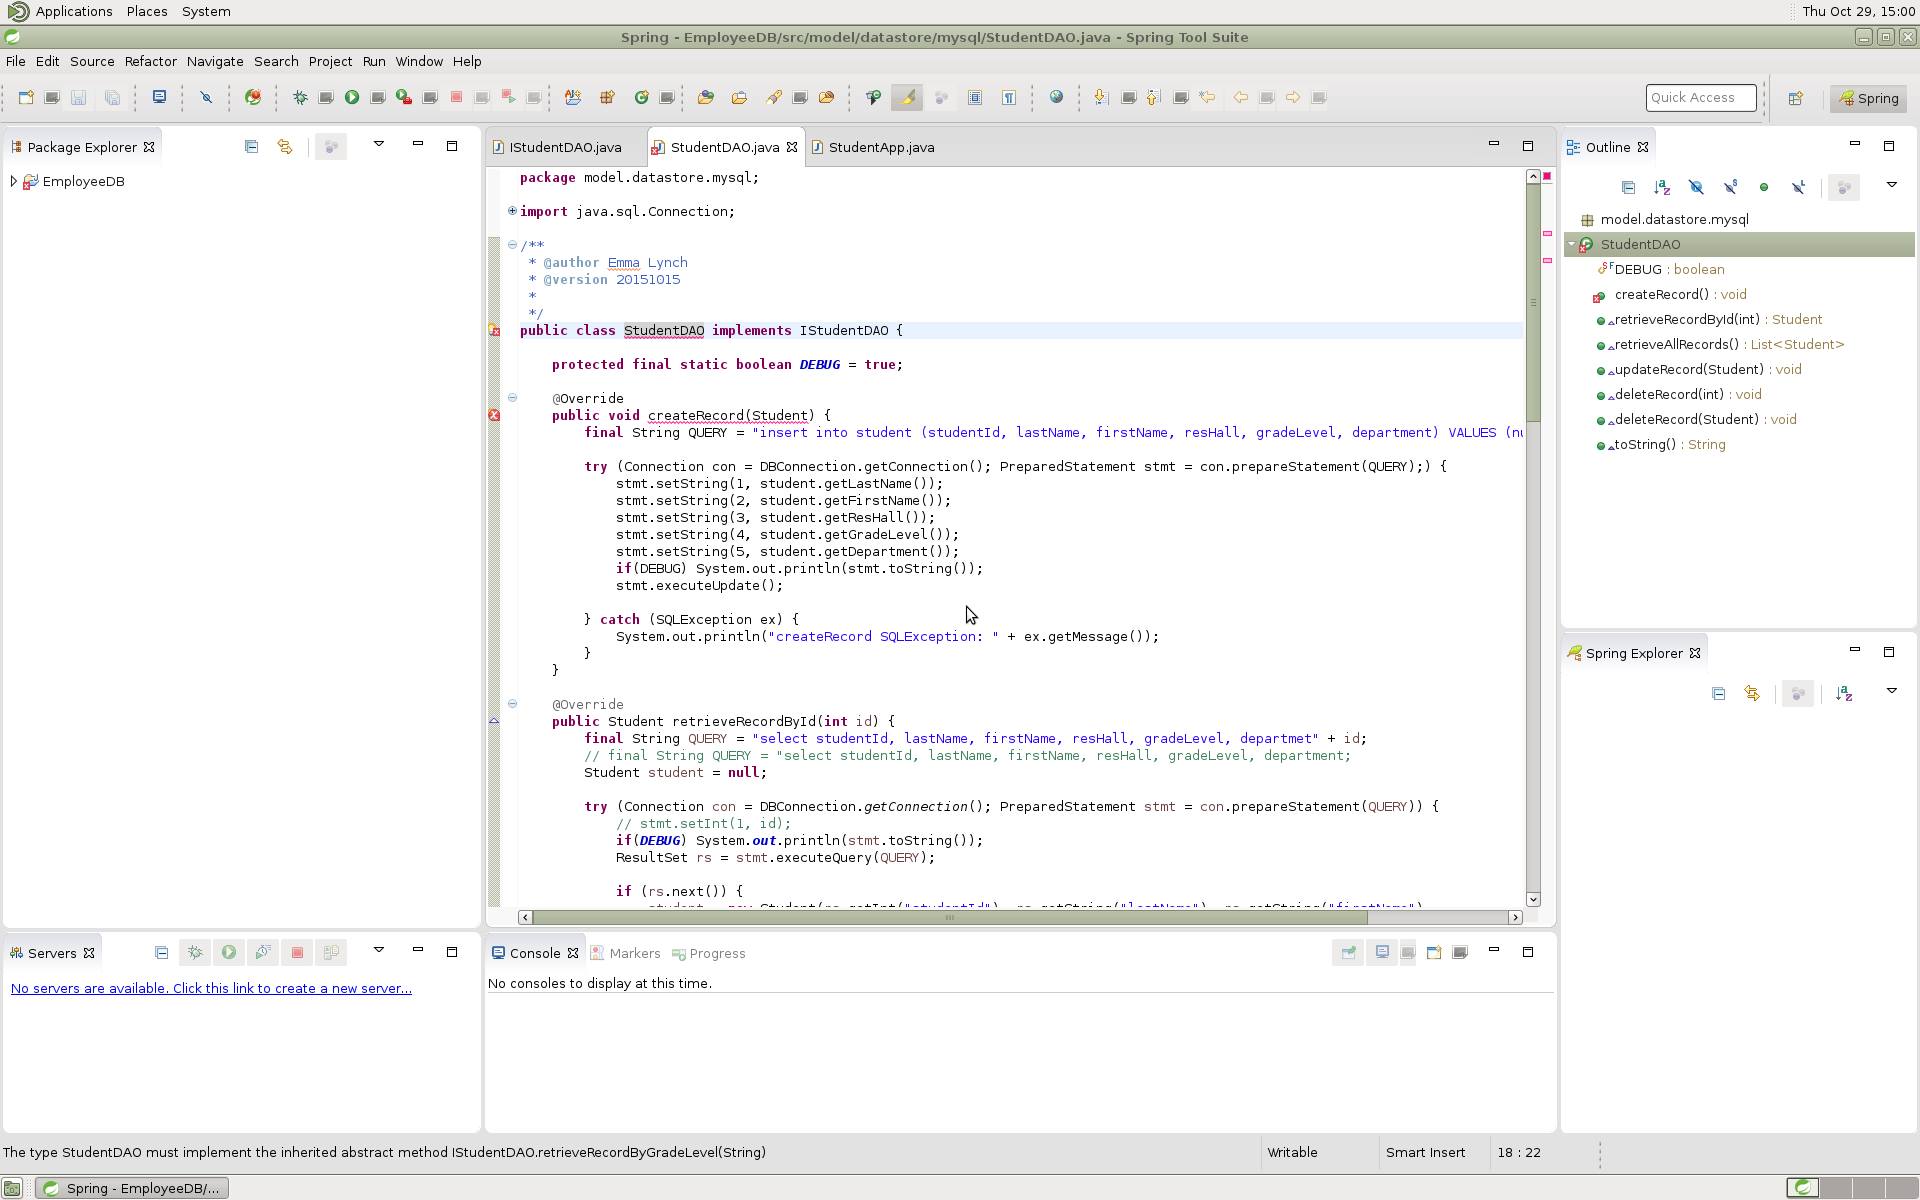 Applications Places System
Thu Oct 29, 15:00
Spring - EmployeeDB/src/model/datastore/mysql/StudentDAO.java - Spring Tool Suite
File Edit Source Refactor Navigate Search Project Run Window Help
Quick Access
Spring
Package Explorer
EmployeeDB
IStudentDAO.java
StudentDAO.java
StudentApp.java
package model.datastore.mysql;
import java.sql.Connection;
/**
* @author Emma Lynch
* @version 20151015
*
*/
public class StudentDAO implements IStudentDAO {
protected final static boolean DEBUG = true;
@Override
public void createRecord(Student) {
final String QUERY = "insert into student (studentId, lastName, firstName, resHall, gradeLevel, department) VALUES (nu
try (Connection con = DBConnection.getConnection(); PreparedStatement stmt = con.prepareStatement(QUERY);) {
stmt.setString(1, student.getLastName());
stmt.setString(2, student.getFirstName());
stmt.setString(3, student.getResHall());
stmt.setString(4, student.getGradeLevel());
stmt.setString(5, student.getDepartment());
if(DEBUG) System.out.println(stmt.toString());
stmt.executeUpdate();
} catch (SQLException ex) {
System.out.println("createRecord SQLException: " + ex.getMessage());
}
}
@Override
public Student retrieveRecordById(int id) {
final String QUERY = "select studentId, lastName, firstName, resHall, gradeLevel, departmet" + id;
// final String QUERY = "select studentId, lastName, firstName, resHall, gradeLevel, department;
Student student = null;
try (Connection con = DBConnection.getConnection(); PreparedStatement stmt = con.prepareStatement(QUERY)) {
// stmt.setInt(1, id);
if(DEBUG) System.out.println(stmt.toString());
ResultSet rs = stmt.executeQuery(QUERY);
if (rs.next()) {
student = new Student(rs.getInt("studentId"), rs.getString("lastName"), rs.getString("firstName"),
Outline
model.datastore.mysql
StudentDAO
DEBUG : boolean
createRecord() : void
retrieveRecordById(int) : Student
retrieveAllRecords() : List<Student>
updateRecord(Student) : void
deleteRecord(int) : void
deleteRecord(Student) : void
toString() : String
Spring Explorer
Servers
No servers are available. Click this link to create a new server...
Console
Markers
Progress
No consoles to display at this time.
The type StudentDAO must implement the inherited abstract method IStudentDAO.retrieveRecordByGradeLevel(String)
Writable
Smart Insert
18 : 22
Spring - EmployeeDB/...